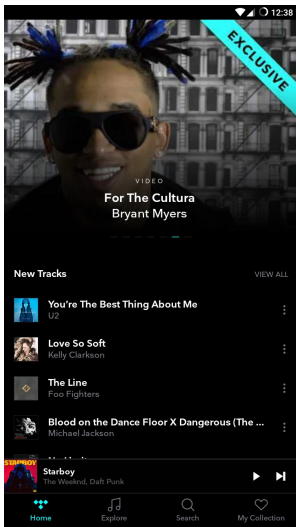 12:38
EXCLUSIVE
VIDEO
For The Cultura
Bryant Myers
New Tracks
VIEW ALL
You're The Best Thing About Me
U2
Love So Soft
Kelly Clarkson
The Line
Foo Fighters
Blood on the Dance Floor X Dangerous (The ...
Michael Jackson
STARBOY
Starboy
The Weeknd, Daft Punk
Home
Explore
Search
My Collection